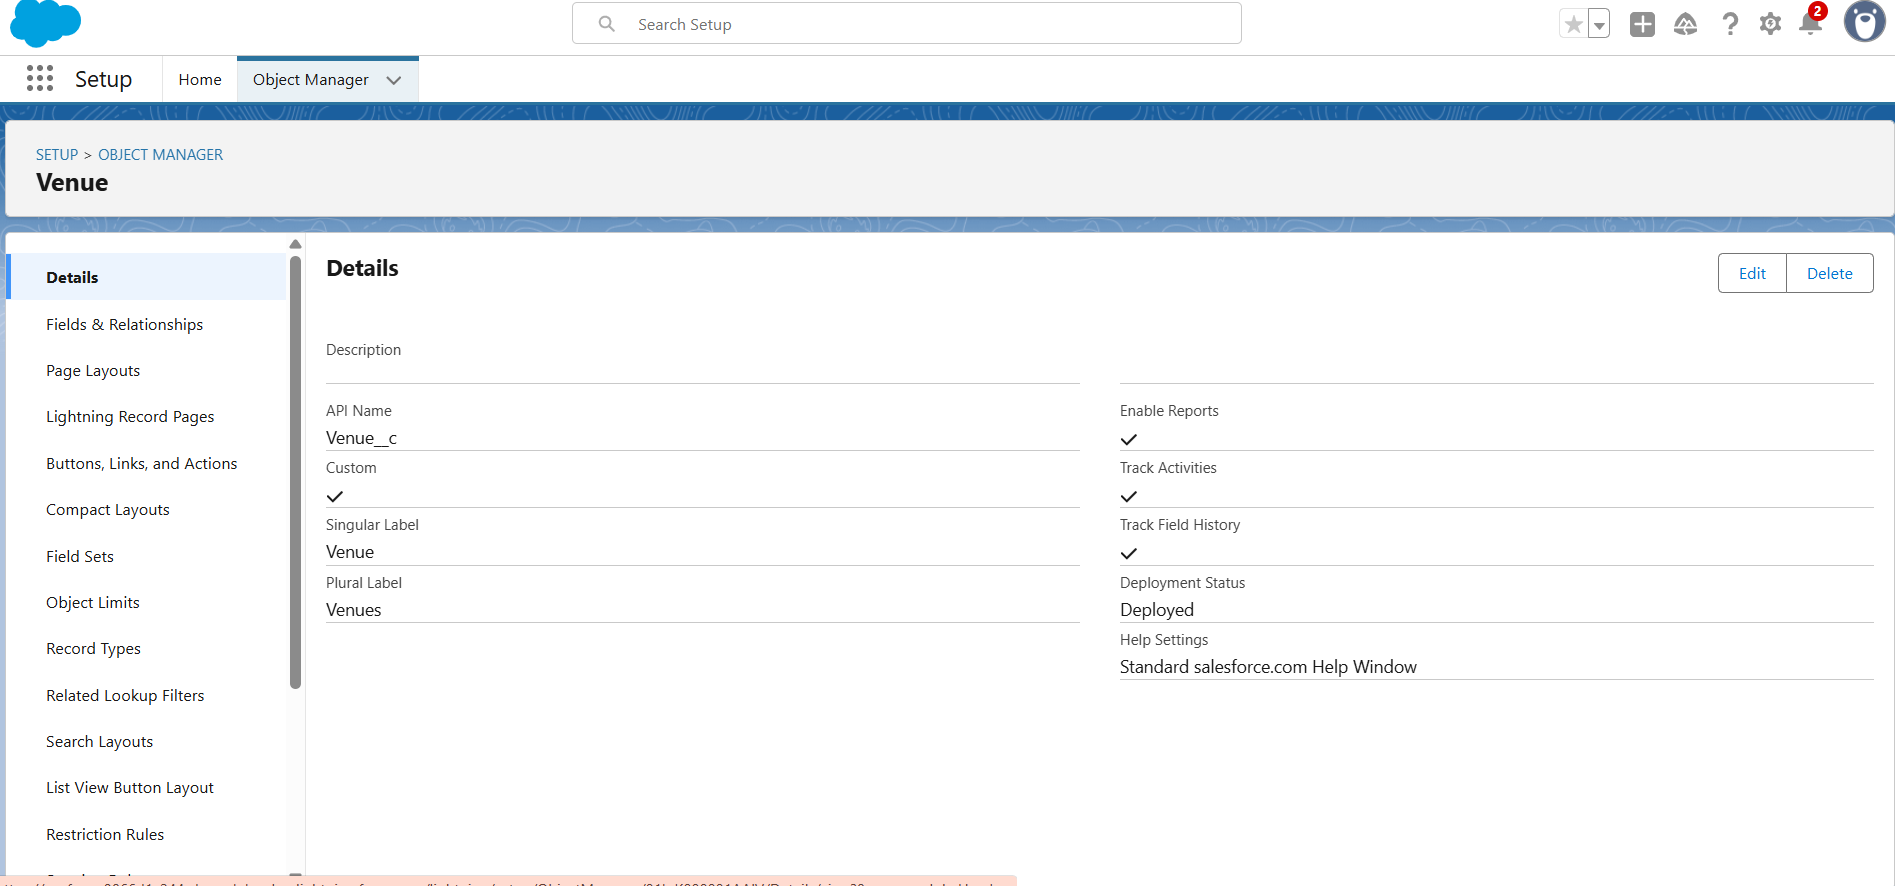 Search Setup
2
Setup
Home
Object Manager
SETUP > OBJECT MANAGER
Venue
Details
Fields & Relationships
Page Layouts
Lightning Record Pages
Buttons, Links, and Actions
Compact Layouts
Field Sets
Object Limits
Record Types
Related Lookup Filters
Search Layouts
List View Button Layout
Restriction Rules
Details
Edit
Delete
Description
API Name
Venue__c
Custom
Singular Label
Venue
Plural Label
Venues
Enable Reports
Track Activities
Track Field History
Deployment Status
Deployed
Help Settings
Standard salesforce.com Help Window